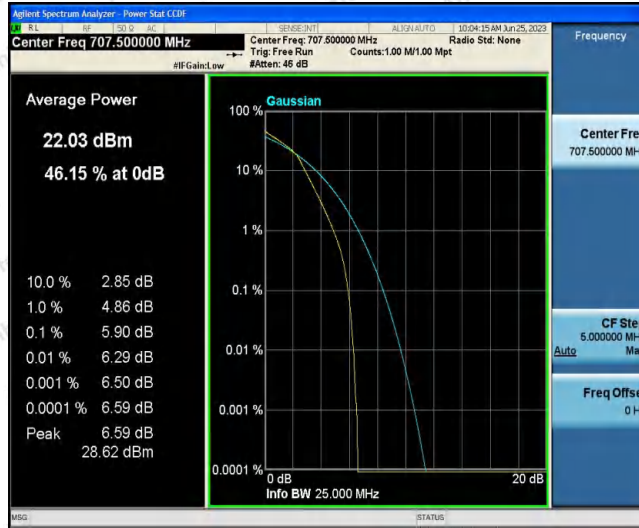 Agilent Spectrum Analyzer - Power Stat CCDF
RL RF 50 Ω AC SENSE:INT ALIGN AUTO 10:04:15 AM Jun 25, 2023
Center Freq 707.500000 MHz
Center Freq: 707.500000 MHz Radio Std: None
Trig: Free Run Counts:1.00 M/1.00 Mpt
#IFGain:Low #Atten: 46 dB
Frequency
Average Power
22.03 dBm
46.15 % at 0dB
10.0 % 2.85 dB
1.0 % 4.86 dB
0.1 % 5.90 dB
0.01 % 6.29 dB
0.001 % 6.50 dB
0.0001 % 6.59 dB
Peak 6.59 dB
28.62 dBm
Gaussian
100 %
10 %
1 %
0.1 %
0.01 %
0.001 %
0.0001 %
0 dB 20 dB
Info BW 25.000 MHz
Center Fre
707.500000 MH
CF Ste
5.000000 MH
Auto Ma
Freq Offse
0 H
MSG STATUS